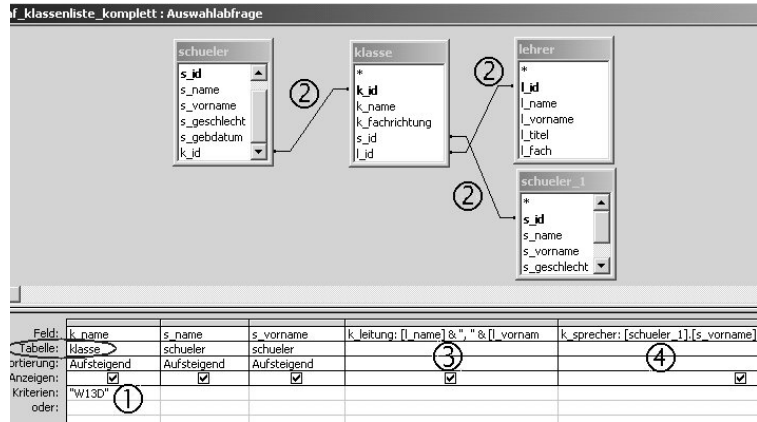 af_klassenliste_komplett : Auswahlabfrage
schueler
s_id
s_name
s_vorname
s_geschlecht
s_gebdatum
k_id
②
klasse
*
k_id
k_name
k_fachrichtung
s_id
l_id
②
lehrer
*
l_id
l_name
l_vorname
l_titel
l_fach
②
schueler_1
*
s_id
s_name
s_vorname
s_geschlecht
Feld: k_name s_name s_vorname k_leitung: [l_name] & ", " & [l_vornam k_sprecher: [schueler_1].[s_vorname]
Tabelle: klasse schueler schueler ③ ④
ortierung: Aufsteigend Aufsteigend Aufsteigend
Anzeigen:
Kriterien: "W13D" ①
oder: